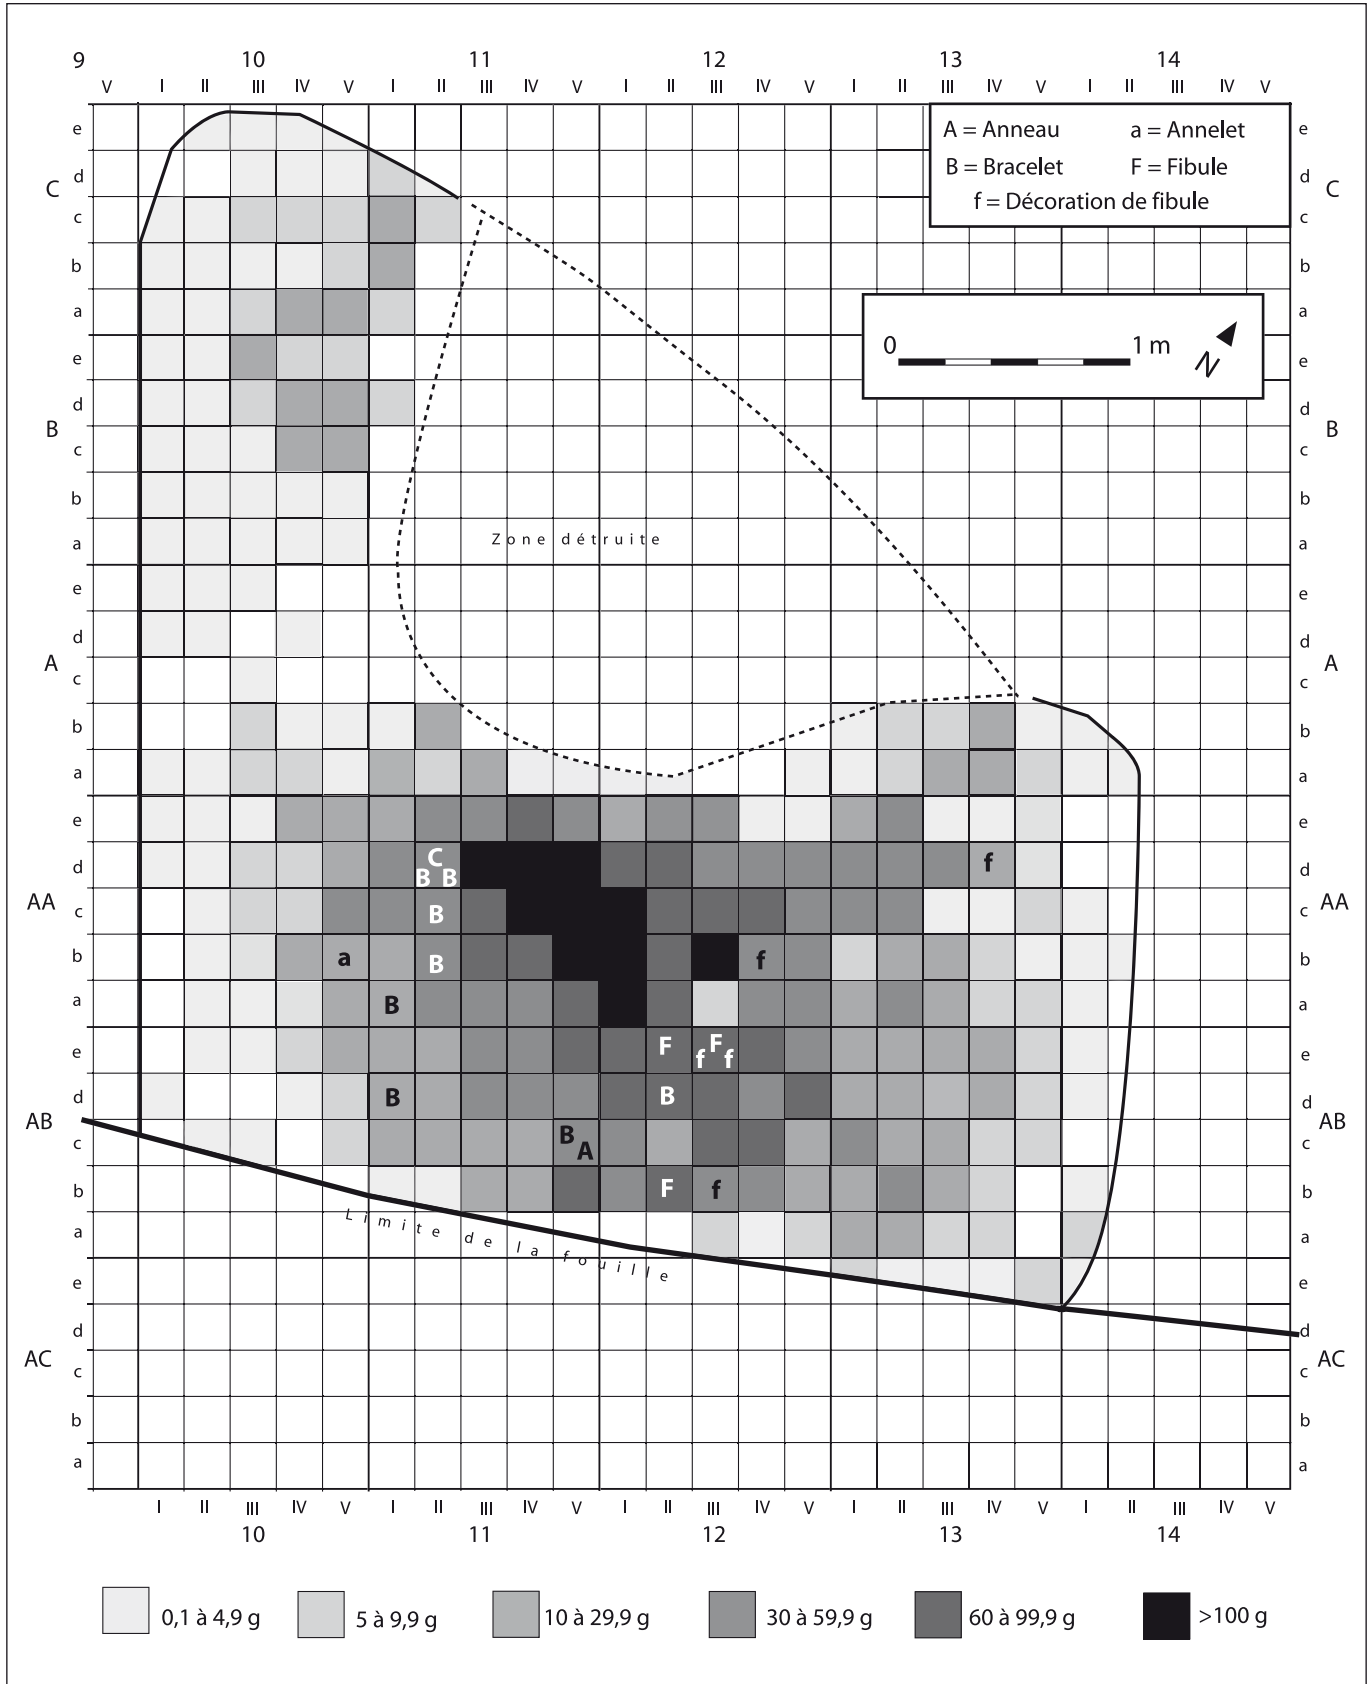 9 10 11 12 13 14
V I II III IV V I II III IV V I II III IV V I II III IV V I II III IV V
A = Anneau a = Annelet
B = Bracelet F = Fibule
f = Décoration de fibule
e e
d d
C C
c c
b b
a a
0 1 m
N
e e
d d
B B
c c
b b
a Zone détruite a
e e
d d
A A
c c
b b
a a
e e
d C f d
B B
AA c B c AA
b a B f b
a B a
e F F e
f f
d B B d
AB AB
c B c
A
b F f b
a Limite de la fouille a
e e
d d
AC AC
c c
b b
a a
I II III IV V I II III IV V I II III IV V I II III IV V I II III IV V
10 11 12 13 14
0,1 à 4,9 g 5 à 9,9 g 10 à 29,9 g 30 à 59,9 g 60 à 99,9 g >100 g